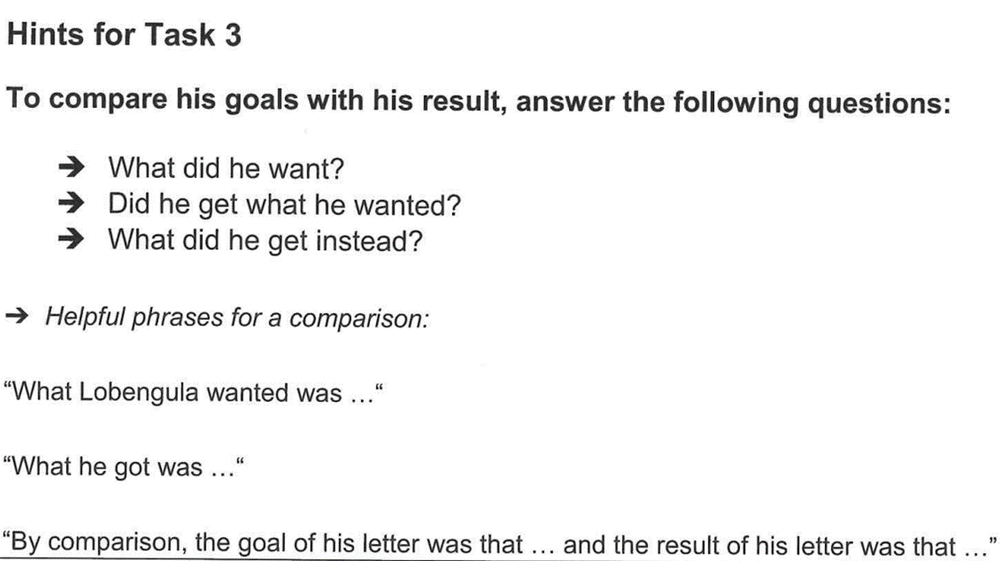 Hints for Task 3
To compare his goals with his result, answer the following questions:
➔ What did he want?
➔ Did he get what he wanted?
➔ What did he get instead?
→ Helpful phrases for a comparison:
“What Lobengula wanted was …“
“What he got was …“
“By comparison, the goal of his letter was that … and the result of his letter was that …”